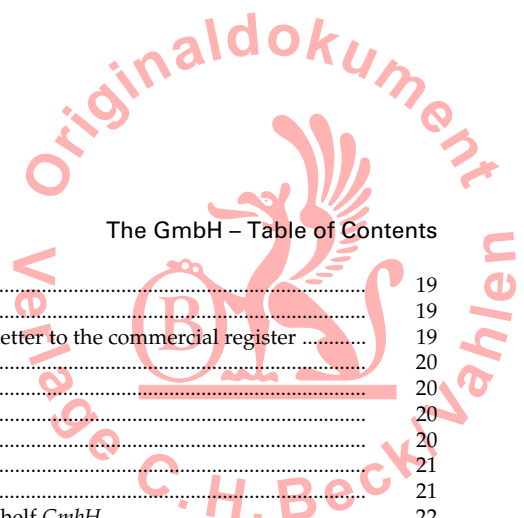 Originaldokument
The GmbH – Table of Contents
19
19
etter to the commercial register 19
20
20
20
20
21
21
GmbH 22
B
Verlage C.H.Beck/Vahlen